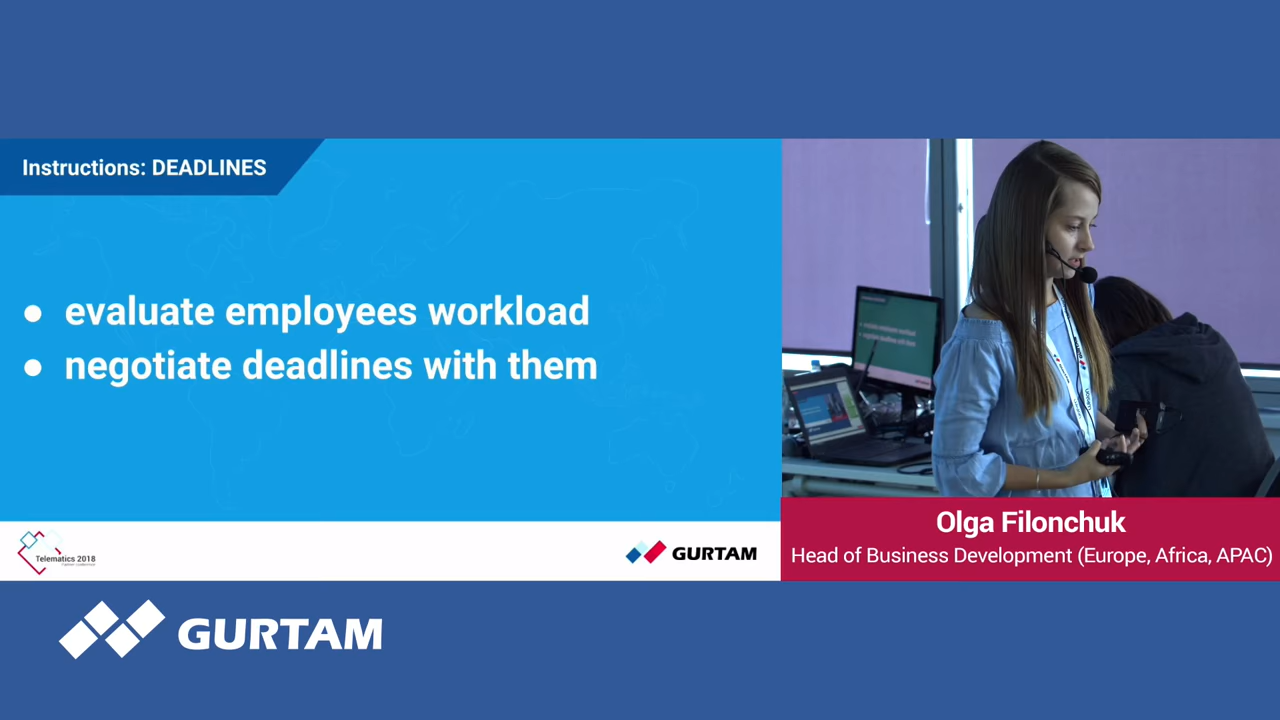 Instructions: DEADLINES
● evaluate employees workload
● negotiate deadlines with them
Telematics 2018
GURTAM
Olga Filonchuk
Head of Business Development (Europe, Africa, APAC)
GURTAM